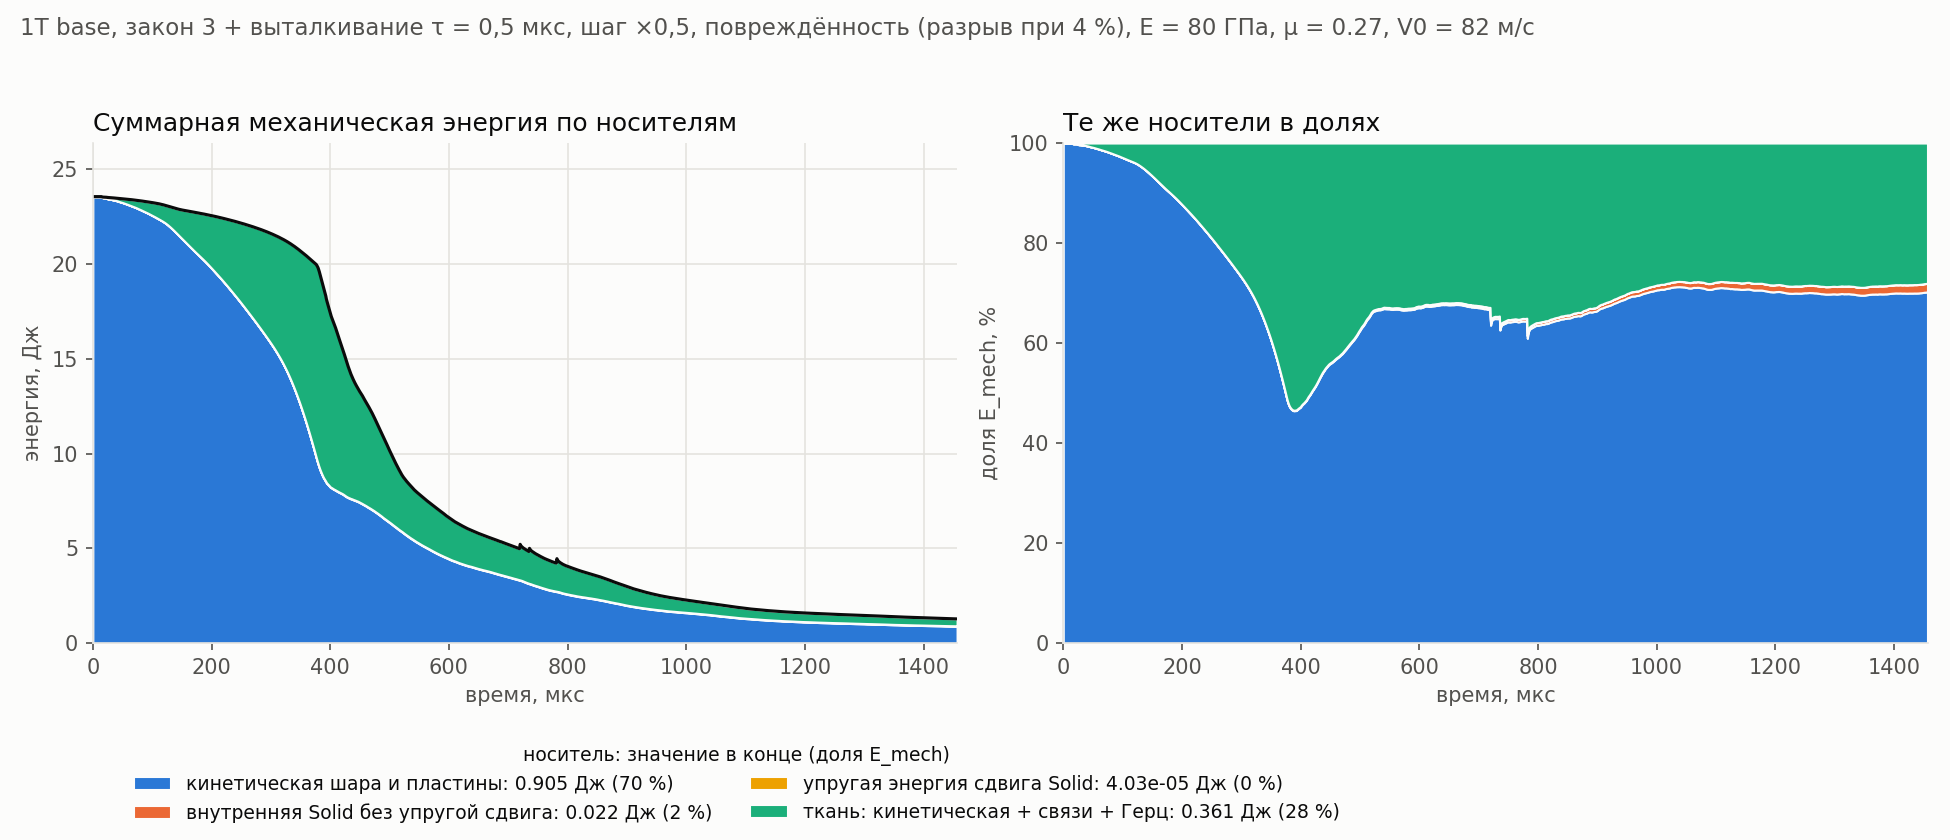 1T base, закон 3 + выталкивание τ = 0,5 мкс, шаг ×0,5, повреждённость (разрыв при 4 %), E = 80 ГПа, μ = 0.27, V0 = 82 м/с
Суммарная механическая энергия по носителям
энергия, Дж
25
20
15
10
5
0
0 200 400 600 800 1000 1200 1400
время, мкс
Те же носители в долях
доля E_mech, %
100
80
60
40
20
0
0 200 400 600 800 1000 1200 1400
время, мкс
носитель: значение в конце (доля E_mech)
кинетическая шара и пластины: 0.905 Дж (70 %)
внутренняя Solid без упругой сдвига: 0.022 Дж (2 %)
упругая энергия сдвига Solid: 4.03e-05 Дж (0 %)
ткань: кинетическая + связи + Герц: 0.361 Дж (28 %)